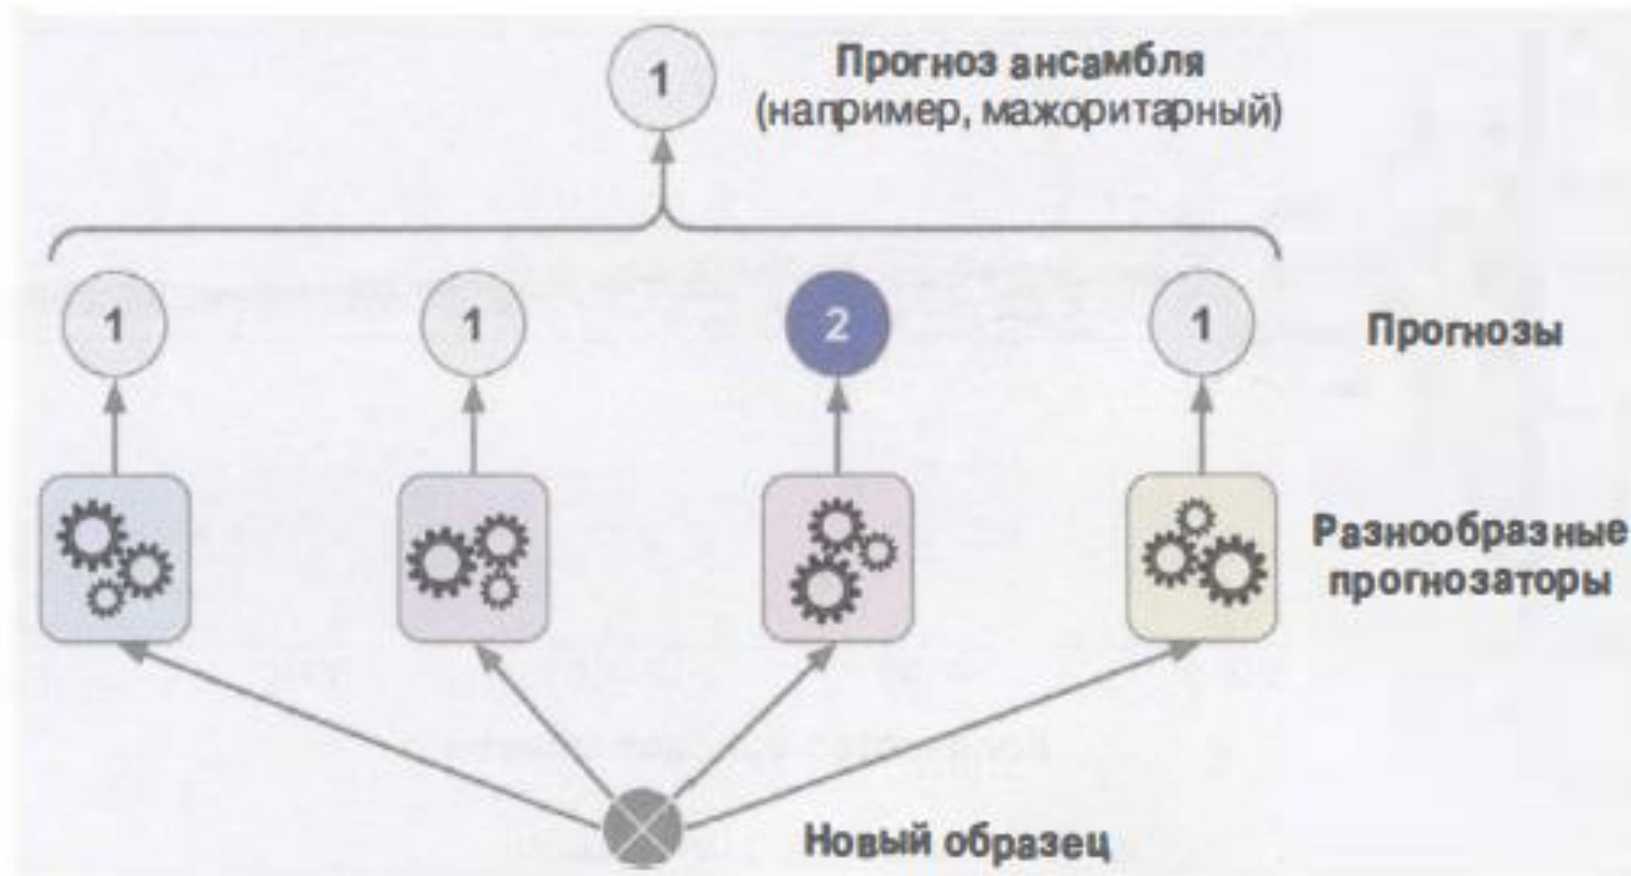 1
Прогноз ансамбля
(например, мажоритарный)
1 1 2 1
Прогнозы
Разнообразные
прогнозаторы
Новый образец